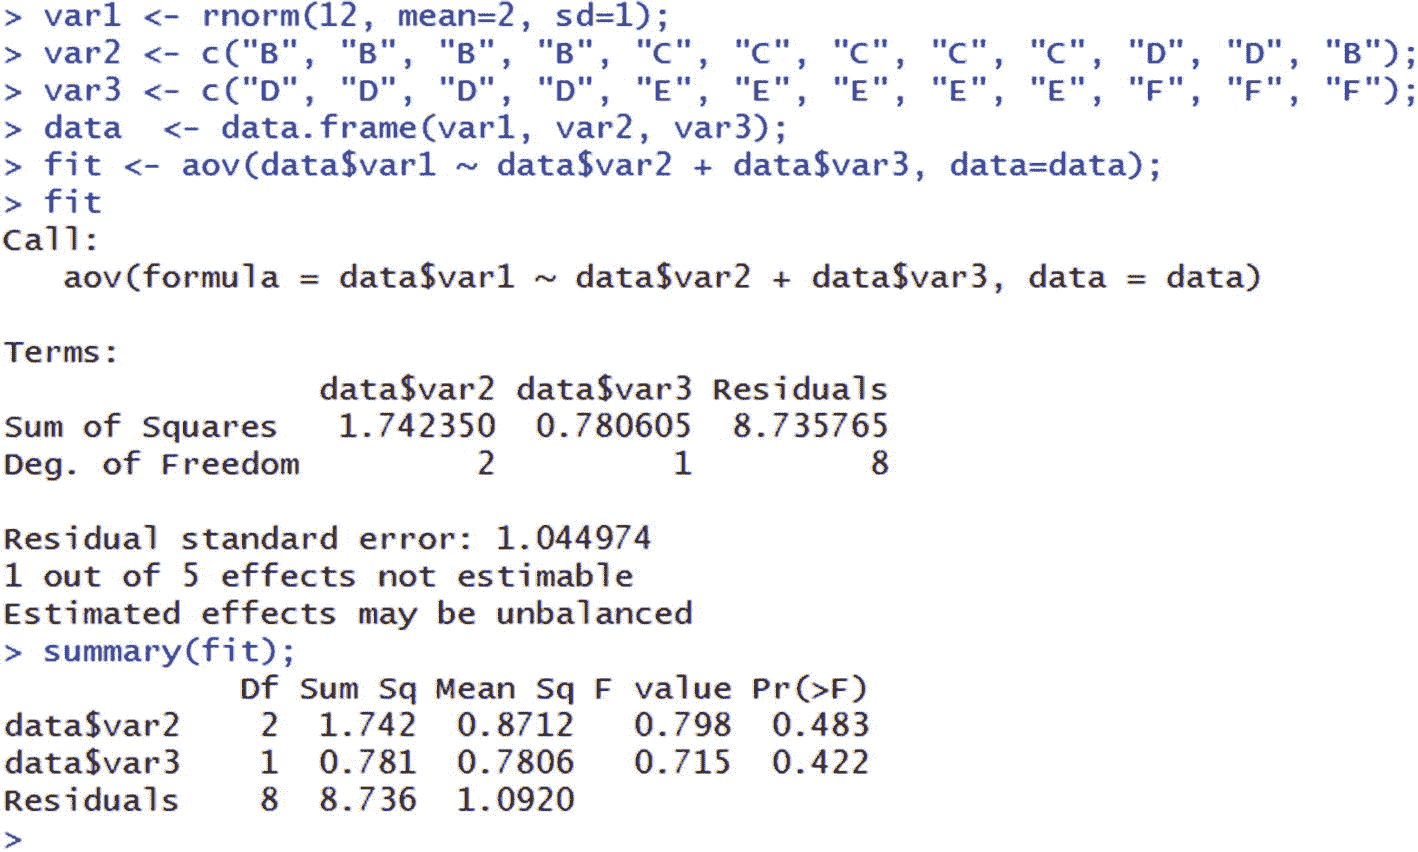 > var1 <- rnorm(12, mean=2, sd=1);
> var2 <- c("B", "B", "B", "B", "C", "C", "C", "C", "C", "D", "D", "B");
> var3 <- c("D", "D", "D", "D", "E", "E", "E", "E", "E", "F", "F", "F");
> data  <- data.frame(var1, var2, var3);
> fit <- aov(data$var1 ~ data$var2 + data$var3, data=data);
> fit
Call:
   aov(formula = data$var1 ~ data$var2 + data$var3, data = data)
Terms:
                data$var2 data$var3 Residuals
Sum of Squares   1.742350  0.780605  8.735765
Deg. of Freedom         2         1         8
Residual standard error: 1.044974
1 out of 5 effects not estimable
Estimated effects may be unbalanced
> summary(fit);
            Df Sum Sq Mean Sq F value Pr(>F)
data$var2    2  1.742  0.8712   0.798  0.483
data$var3    1  0.781  0.7806   0.715  0.422
Residuals    8  8.736  1.0920
>